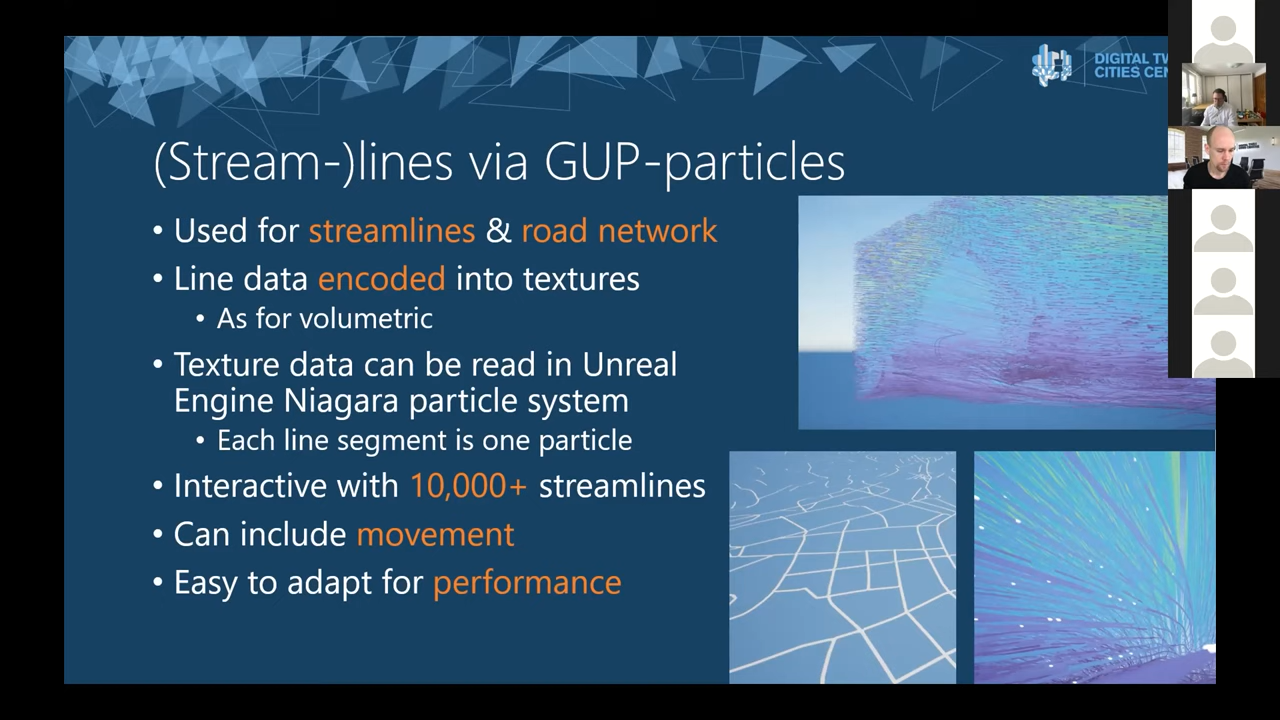 DIGITAL TW
CITIES CEN
(Stream-)lines via GUP-particles
• Used for streamlines & road network
• Line data encoded into textures
• As for volumetric
• Texture data can be read in Unreal
Engine Niagara particle system
• Each line segment is one particle
• Interactive with 10,000+ streamlines
• Can include movement
• Easy to adapt for performance